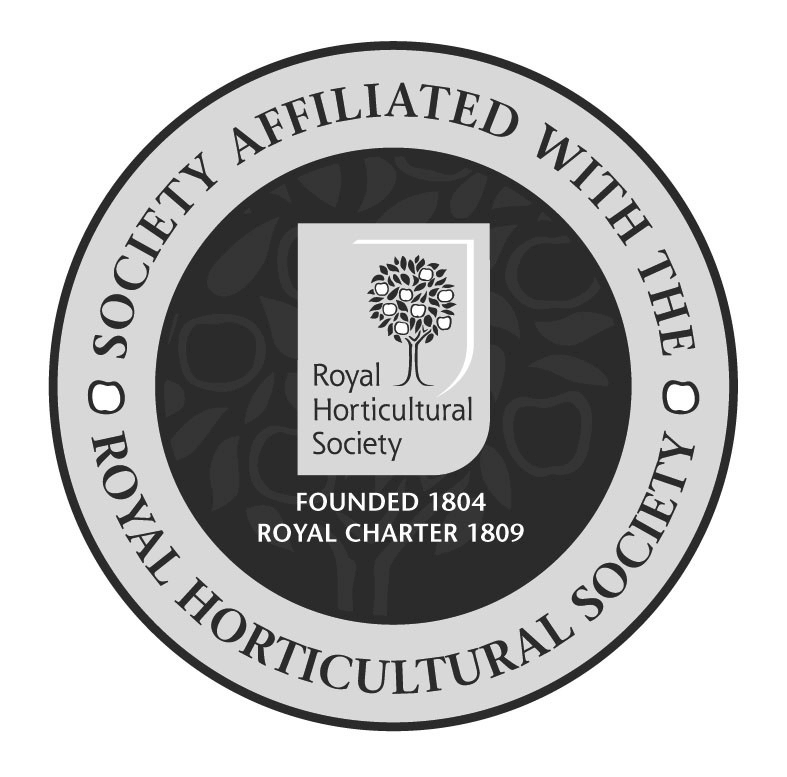 SOCIETY AFFILIATED WITH THE
Royal
Horticultural
Society
FOUNDED 1804
ROYAL CHARTER 1809
ROYAL HORTICULTURAL SOCIETY